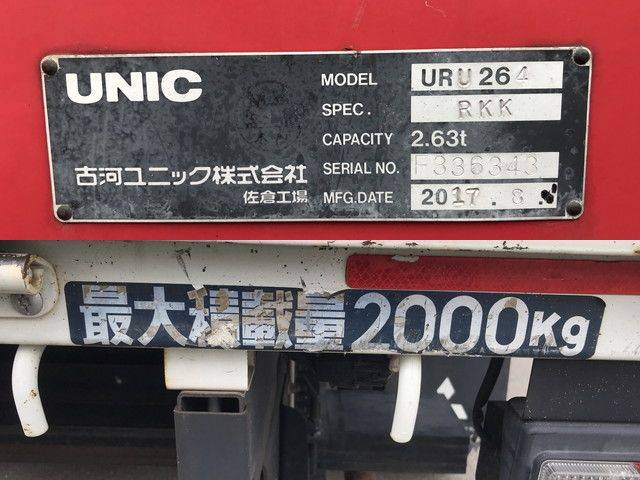 UNIC
MODEL URU264
SPEC. RKK
CAPACITY 2.63t
古河ユニック株式会社
佐倉工場
SERIAL NO. F336343
MFG.DATE 2017.8
最大積載量2000Kg